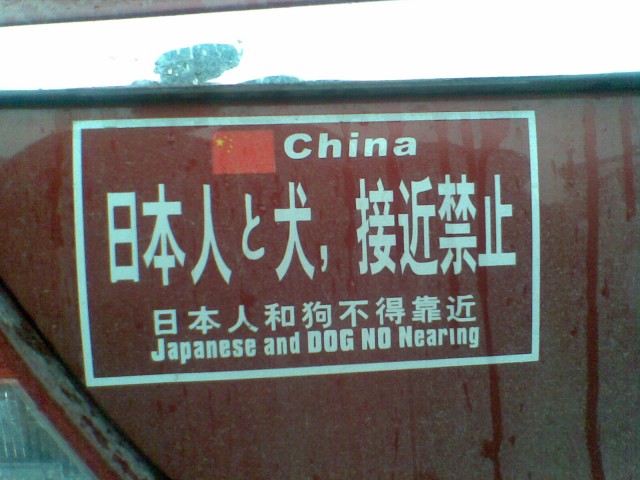 China
日本人と犬，接近禁止
日本人和狗不得靠近
Japanese and DOG NO Nearing